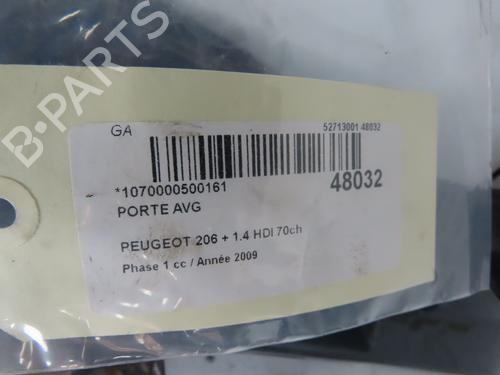 B-PARTS
GA
52713001 48032
*1070000500161
48032
PORTE AVG
PEUGEOT 206 + 1.4 HDI 70ch
Phase 1 cc / Année 2009